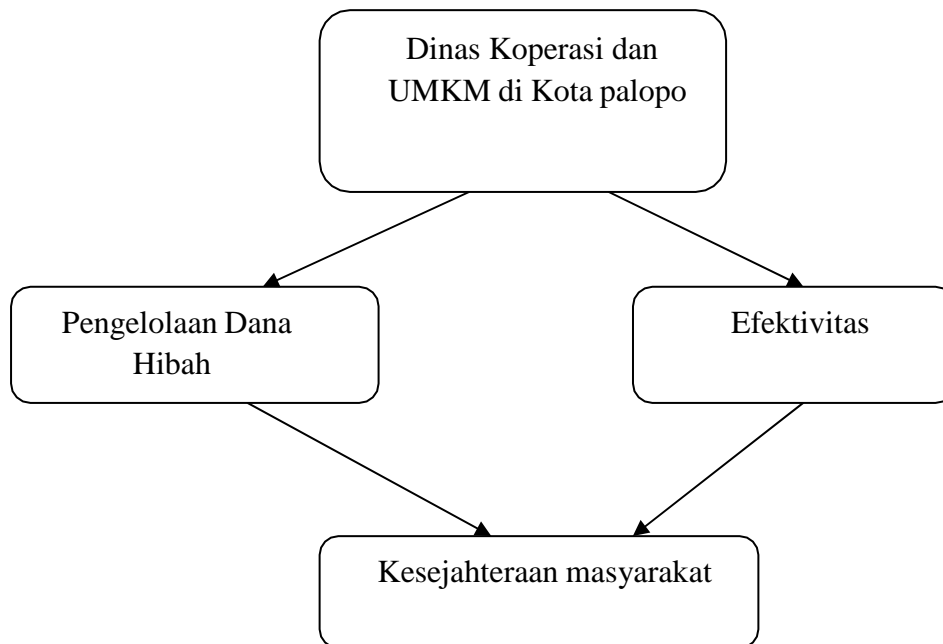 Dinas Koperasi dan
UMKM di Kota palopo
Pengelolaan Dana
Hibah
Efektivitas
Kesejahteraan masyarakat